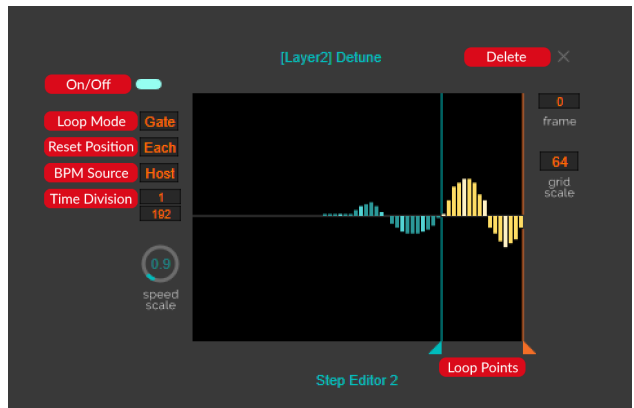 [Layer2] Detune
Delete
On/Off
Loop Mode Gate
Reset Position Each
BPM Source Host
Time Division 1
192
0
frame
64
grid
scale
0.9
speed
scale
Loop Points
Step Editor 2